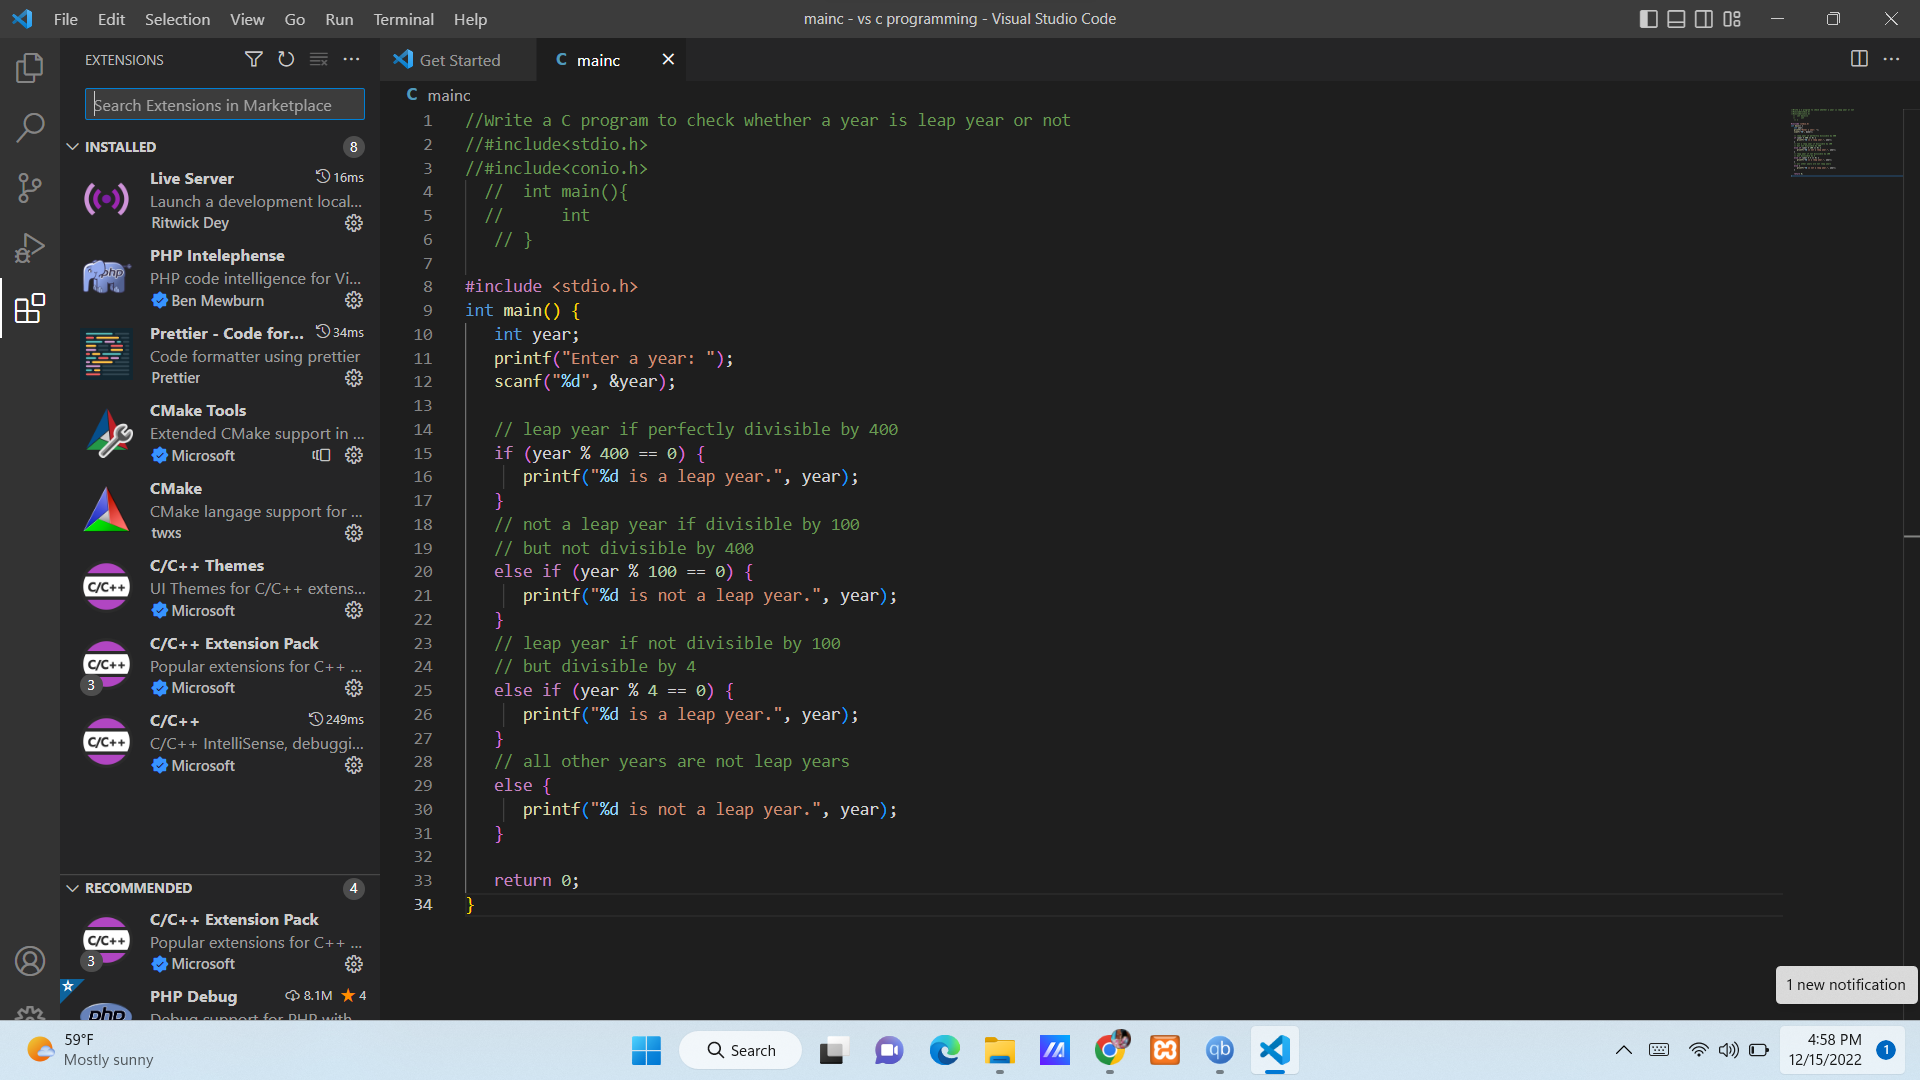 File Edit Selection View Go Run Terminal Help
mainc - vs c programming - Visual Studio Code
EXTENSIONS
Search Extensions in Marketplace
INSTALLED 8
Live Server 16ms
Launch a development local...
Ritwick Dey
PHP Intelephense
PHP code intelligence for Vi...
Ben Mewburn
Prettier - Code for... 34ms
Code formatter using prettier
Prettier
CMake Tools
Extended CMake support in ...
Microsoft
CMake
CMake langage support for ...
twxs
C/C++ Themes
UI Themes for C/C++ extens...
Microsoft
C/C++ Extension Pack
Popular extensions for C++ ...
3 Microsoft
C/C++ 249ms
C/C++ IntelliSense, debuggi...
Microsoft
RECOMMENDED 4
C/C++ Extension Pack
Popular extensions for C++ ...
3 Microsoft
PHP Debug 8.1M 4
Debug support for PHP with
Get Started
C mainc
C mainc
1 //Write a C program to check whether a year is leap year or not
2 //#include<stdio.h>
3 //#include<conio.h>
4 // int main(){
5 // int
6 // }
7
8 #include <stdio.h>
9 int main() {
10 int year;
11 printf("Enter a year: ");
12 scanf("%d", &year);
13
14 // leap year if perfectly divisible by 400
15 if (year % 400 == 0) {
16 printf("%d is a leap year.", year);
17 }
18 // not a leap year if divisible by 100
19 // but not divisible by 400
20 else if (year % 100 == 0) {
21 printf("%d is not a leap year.", year);
22 }
23 // leap year if not divisible by 100
24 // but divisible by 4
25 else if (year % 4 == 0) {
26 printf("%d is a leap year.", year);
27 }
28 // all other years are not leap years
29 else {
30 printf("%d is not a leap year.", year);
31 }
32
33 return 0;
34 }
1 new notification
59°F
Mostly sunny
Search
qb
4:58 PM
12/15/2022
1